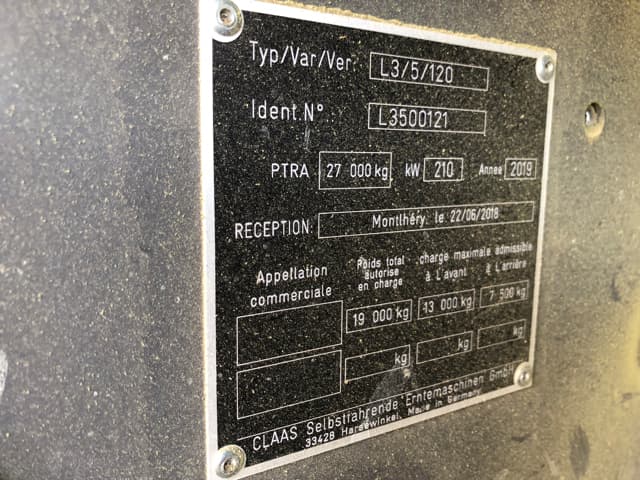 Typ/Var/Ver: L3/5/120
Ident.N° L3500121
PTRA 27 000 kg kW 210 Année 2019
RECEPTION: Montlhéry, le 22/06/2018
Appellation commerciale
Poids total autorisé en charge
charge maximale admissible
à L'avant à L'arrière
19 000 kg 13 000 kg 7 500 kg
kg kg kg
CLAAS Selbstfahrende Erntemaschinen GmbH
33428 Harsewinkel, Made in Germany